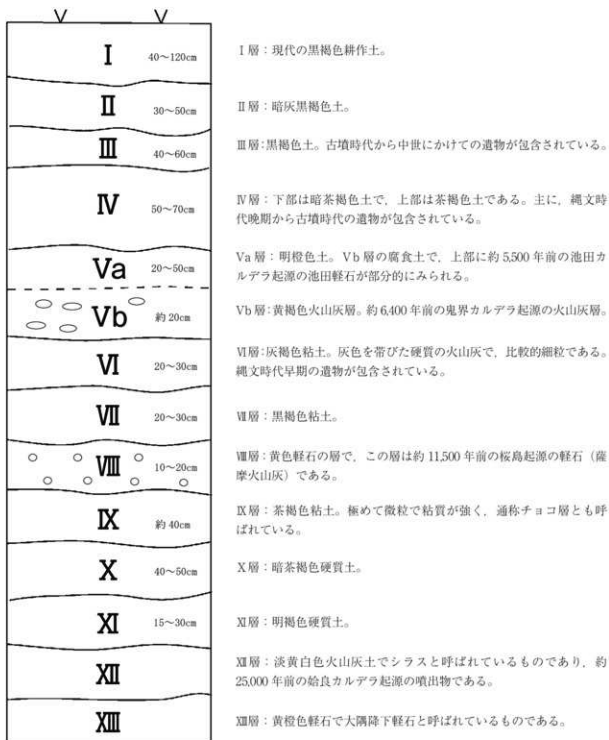 V V
Ⅰ 40～120cm
Ⅰ層：現代の黒褐色耕作土。
Ⅱ 30～50cm
Ⅱ層：暗灰黒褐色土。
Ⅲ 40～60cm
Ⅲ層：黒褐色土。古墳時代から中世にかけての遺物が包含されている。
Ⅳ 50～70cm
Ⅳ層：下部は暗茶褐色土で，上部は茶褐色土である。主に，縄文時
代晩期から古墳時代の遺物が包含されている。
Va 20～50cm
Va層：明橙色土。Vb層の腐食土で，上部に約5,500年前の池田カ
ルデラ起源の池田軽石が部分的にみられる。
Vb 約20cm
Vb層：黄褐色火山灰層。約6,400年前の鬼界カルデラ起源の火山灰層。
Ⅵ 20～30cm
Ⅵ層：灰褐粘土。灰色を帯びた硬質の火山灰で，比較的細粒である。
縄文時代早期の遺物が包含されている。
Ⅶ 20～30cm
Ⅶ層：黒褐色粘土。
Ⅷ 10～20cm
Ⅷ層：黄色軽石の層で，この層は約11,500年前の桜島起源の軽石（薩
摩火山灰）である。
Ⅸ 約40cm
Ⅸ層：茶褐色粘土。極めて微粒で粘質が強く，通称チョコ層とも呼
ばれている。
Ⅹ 40～50cm
Ⅹ層：暗茶褐色硬質土。
Ⅺ 15～30cm
Ⅺ層：明褐色硬質土。
Ⅻ
Ⅻ層：淡黄白色火山灰土でシラスと呼ばれているものであり，約
25,000年前の姶良カルデラ起源の噴出物である。
XIII
XIII層：黄橙色軽石で大隅降下軽石と呼ばれているものである。